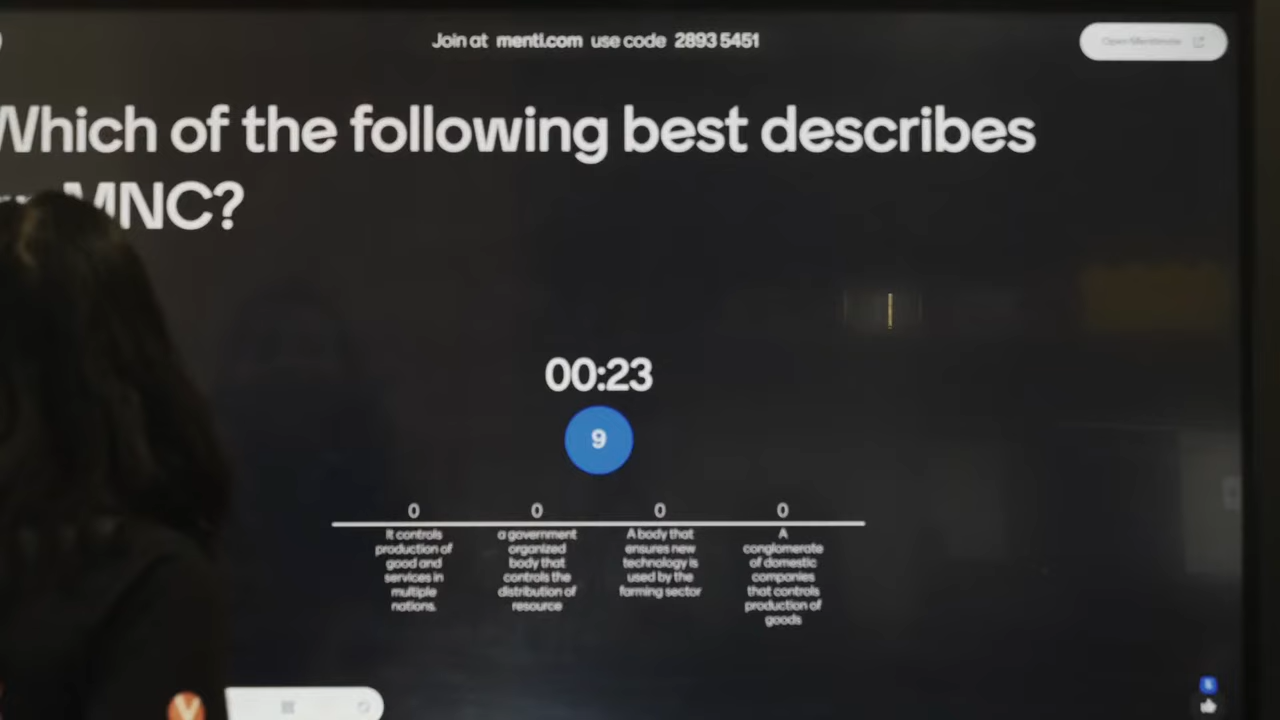 Join at menti.com use code 2893 5451
Open Mentimeter
Which of the following best describes
MNC?
00:23
9
0 0 0 0
It controls
production of
good and
services in
multiple
nations.
a government
organized
body that
controls the
distribution of
resource
A body that
ensures new
technology is
used by the
farming sector
A
conglomerate
of domestic
companies
that controls
production of
goods